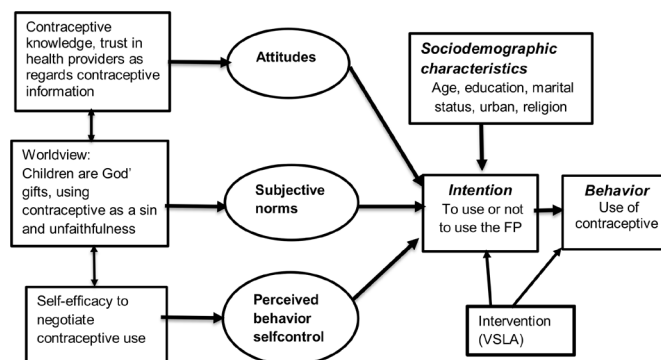 Contraceptive
knowledge, trust in
health providers as
regards contraceptive
information
Attitudes
Sociodemographic
characteristics
Age, education, marital
status, urban, religion
Worldview:
Children are God'
gifts, using
contraceptive as a sin
and unfaithfulness
Subjective
norms
Intention
To use or not
to use the FP
Behavior
Use of
contraceptive
Self-efficacy to
negotiate
contraceptive use
Perceived
behavior
selfcontrol
Intervention
(VSLA)